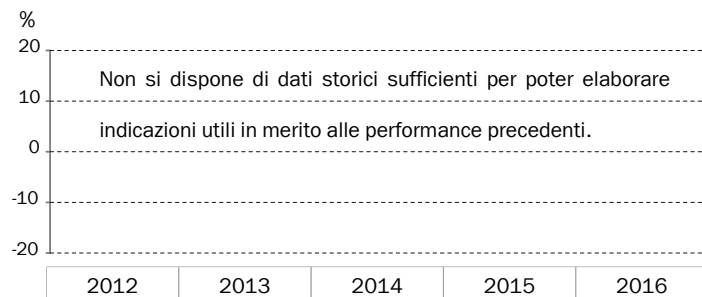 %
20
Non si dispone di dati storici sufficienti per poter elaborare
10
indicazioni utili in merito alle performance precedenti.
0
-10
-20
2012 2013 2014 2015 2016